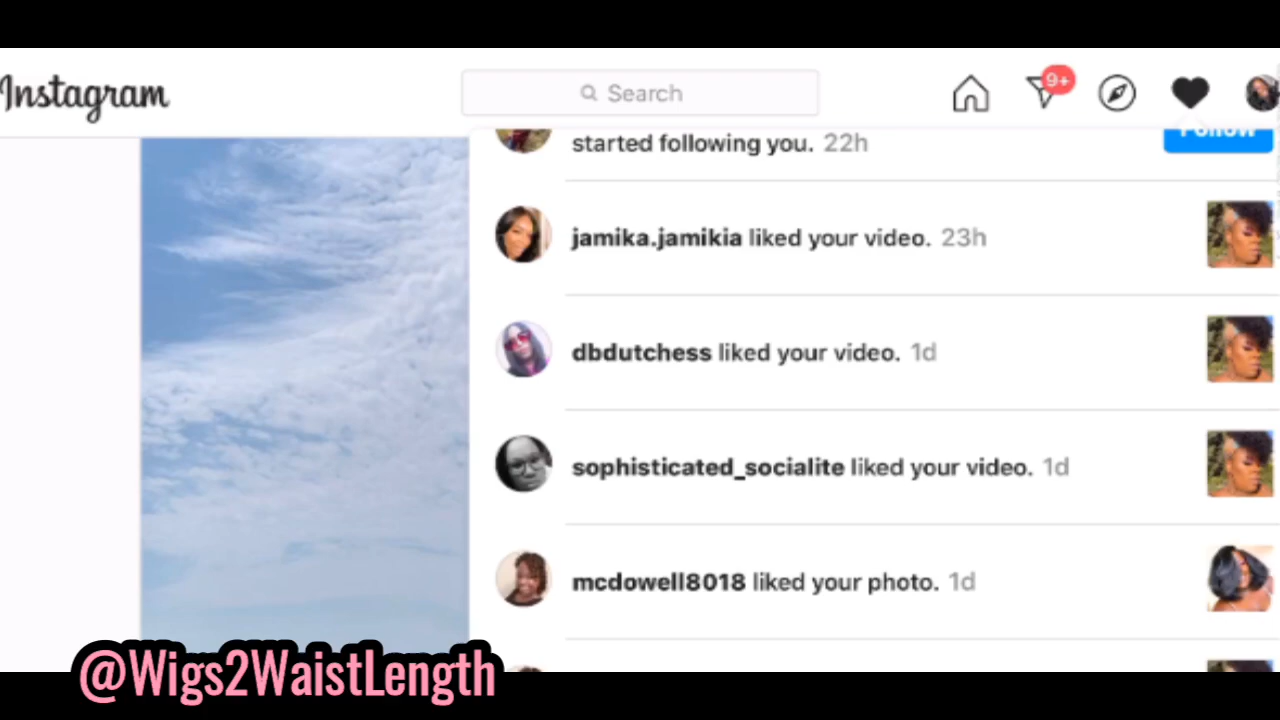 Instagram
Search
9+
started following you. 22h
Follow
jamika.jamikia liked your video. 23h
dbdutchess liked your video. 1d
sophisticated_socialite liked your video. 1d
mcdowell8018 liked your photo. 1d
@Wigs2WaistLength